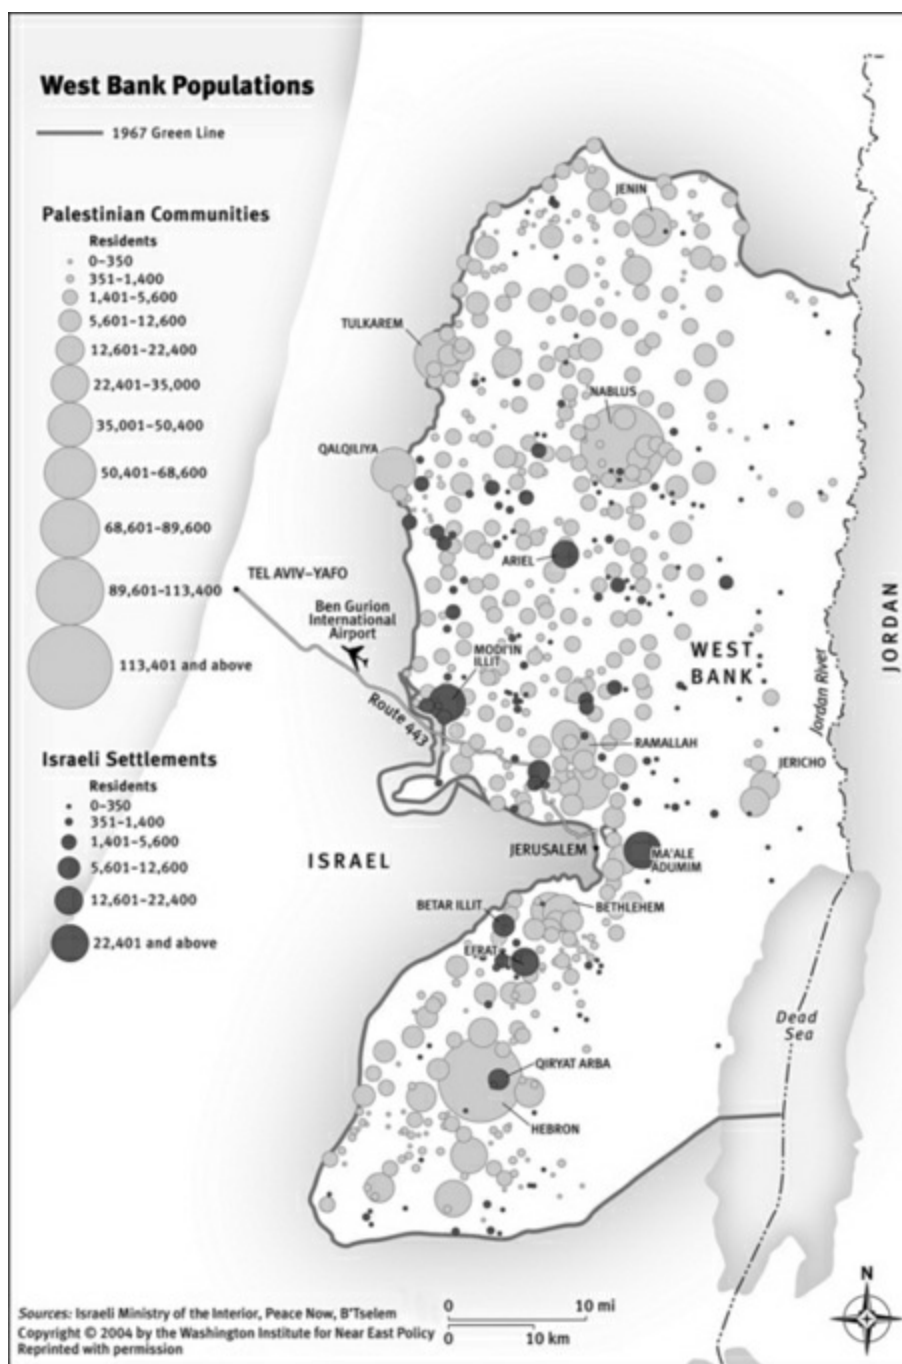 West Bank Populations
1967 Green Line
Palestinian Communities
Residents
0–350
351–1,400
1,401–5,600
5,601–12,600
12,601–22,400
22,401–35,000
35,001–50,400
50,401–68,600
68,601–89,600
89,601–113,400
113,401 and above
Israeli Settlements
Residents
0–350
351–1,400
1,401–5,600
5,601–12,600
12,601–22,400
22,401 and above
JENIN
TULKAREM
NABLUS
QALQILIYA
ARIEL
TEL AVIV–YAFO
Ben Gurion
International
Airport
MODI'IN
ILLIT
WEST
BANK
JORDAN
Jordan River
Route 443
RAMALLAH
JERICHO
ISRAEL
JERUSALEM
MA'ALE
ADUMIM
BETAR ILLIT
BETHLEHEM
EFRAT
Dead
Sea
QIRYAT ARBA
HEBRON
N
0 10 mi
0 10 km
Sources: Israeli Ministry of the Interior, Peace Now, B'Tselem
Copyright © 2004 by the Washington Institute for Near East Policy
Reprinted with permission